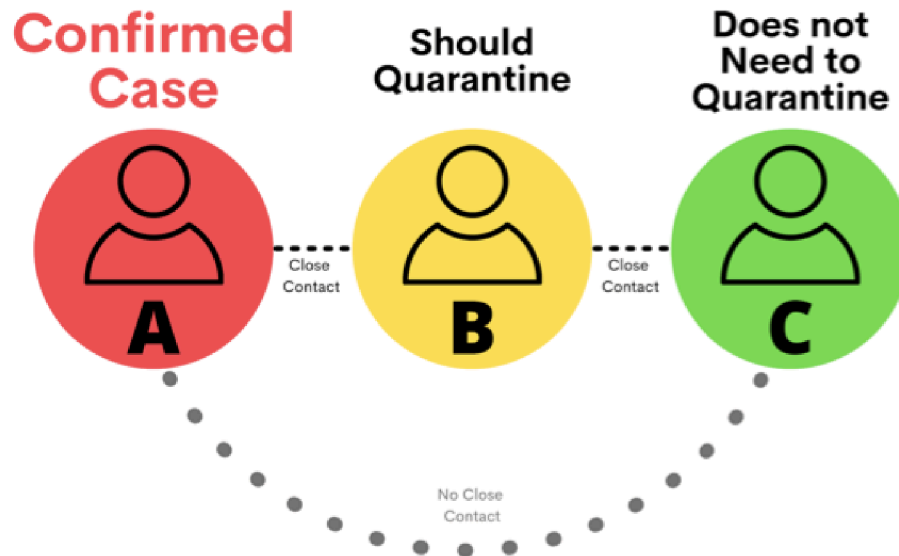 Confirmed
Case
Should
Quarantine
Does not
Need to
Quarantine
Close
Contact
Close
Contact
A
B
C
No Close
Contact